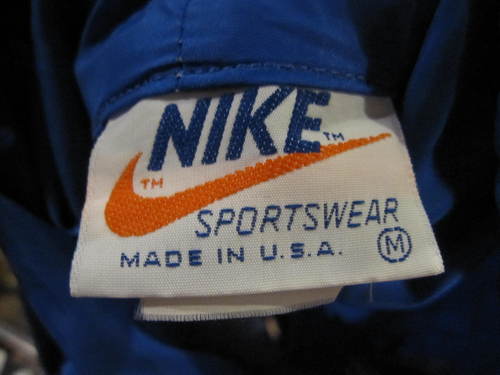 NIKE™
™
SPORTSWEAR
MADE IN U.S.A. Ⓜ